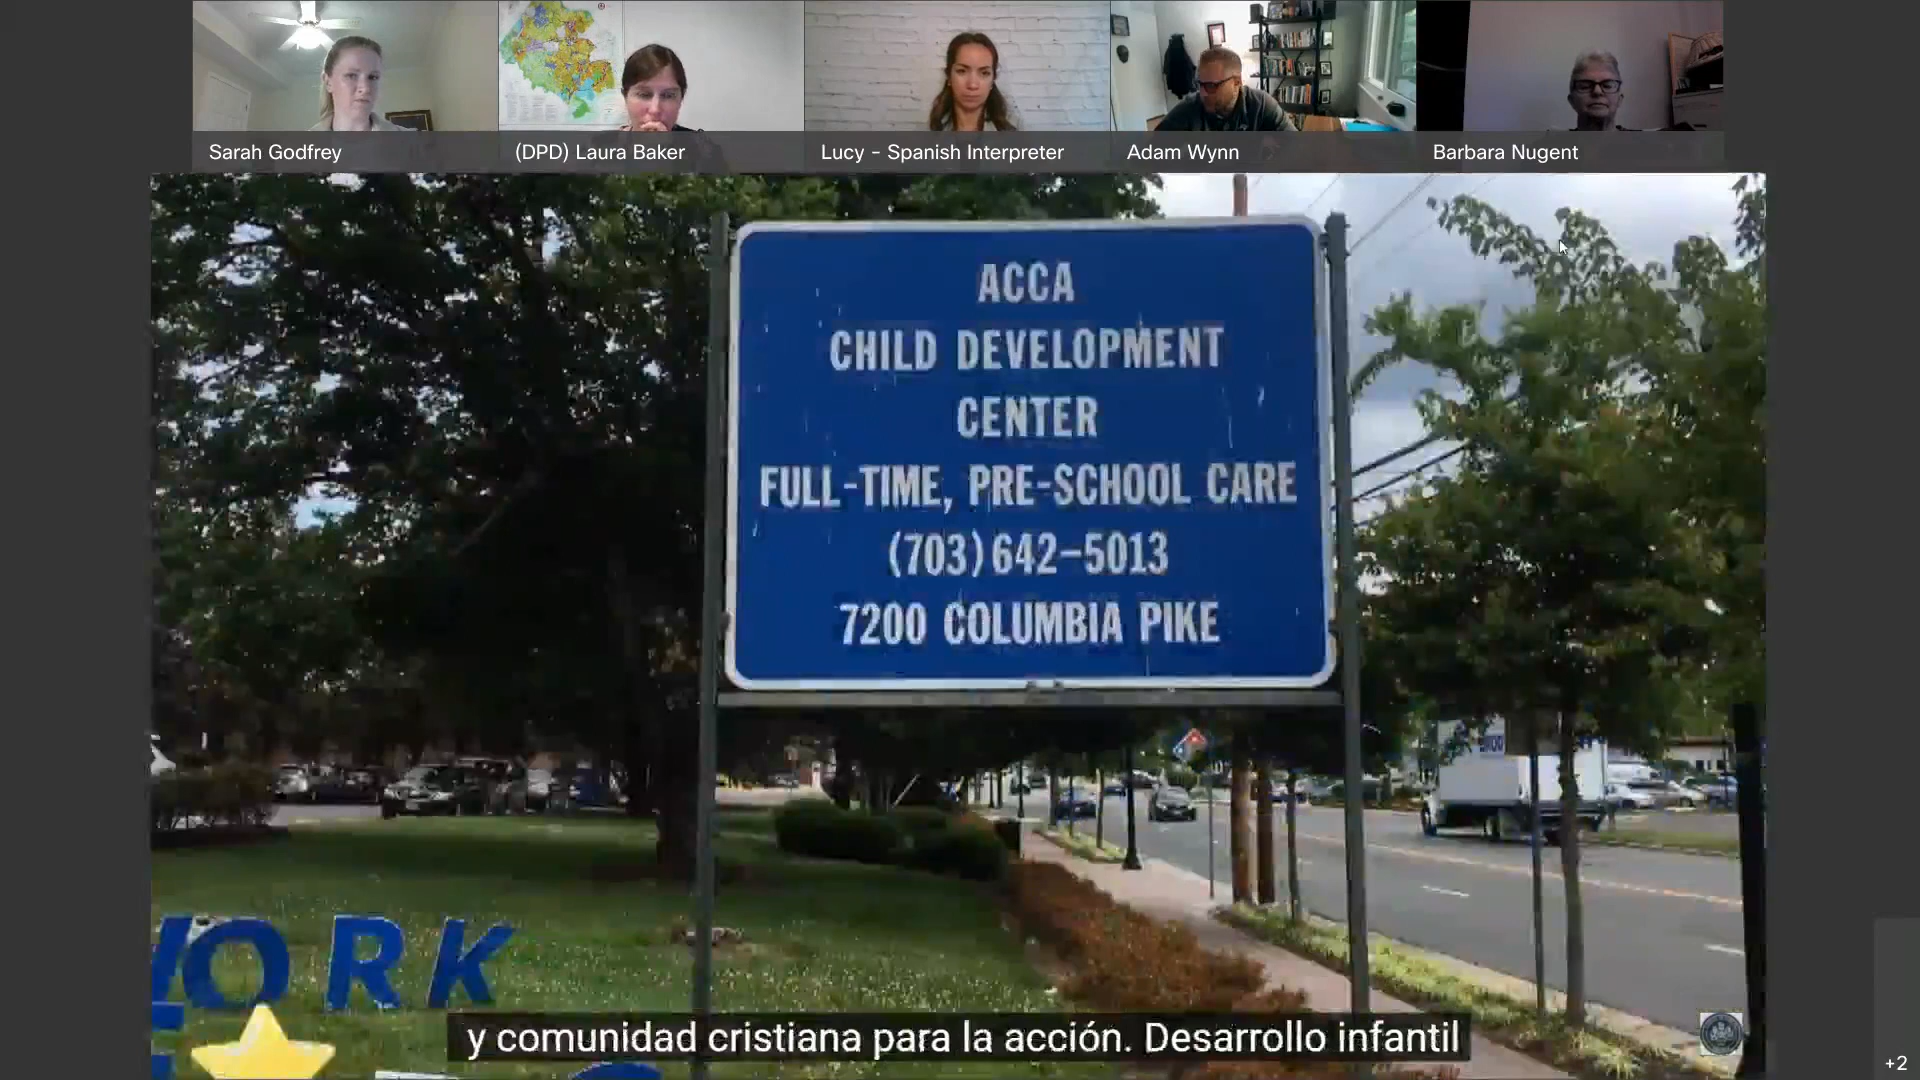 Sarah Godfrey
(DPD) Laura Baker
Lucy - Spanish Interpreter
Adam Wynn
Barbara Nugent
ACCA
CHILD DEVELOPMENT
CENTER
FULL-TIME, PRE-SCHOOL CARE
(703) 642-5013
7200 COLUMBIA PIKE
ORK
y comunidad cristiana para la acción. Desarrollo infantil
+2